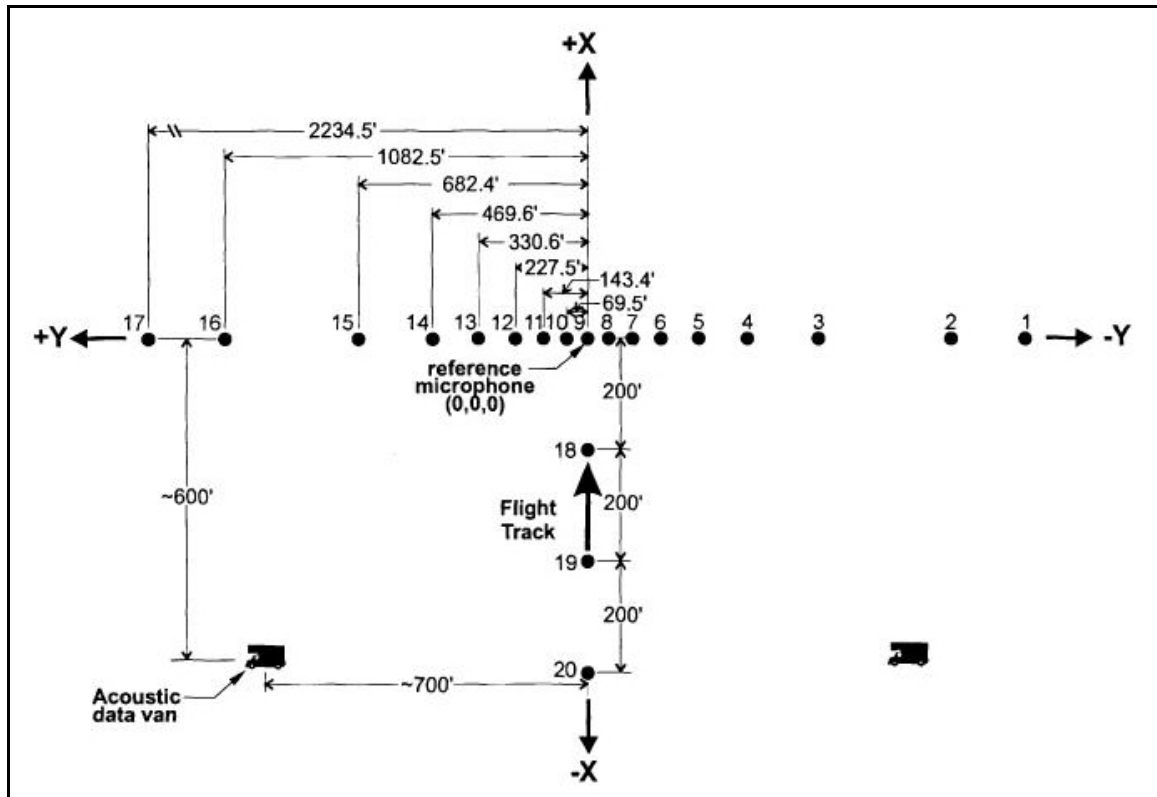 +X
2234.5'
1082.5'
682.4'
469.6'
330.6'
227.5'
143.4'
69.5'
17 16 15 14 13 12 11 10 9 8 7 6 5 4 3 2 1
+Y
-Y
reference
microphone
(0,0,0)
200'
18
~600'
Flight
Track
200'
19
200'
20
Acoustic
data van
~700'
-X